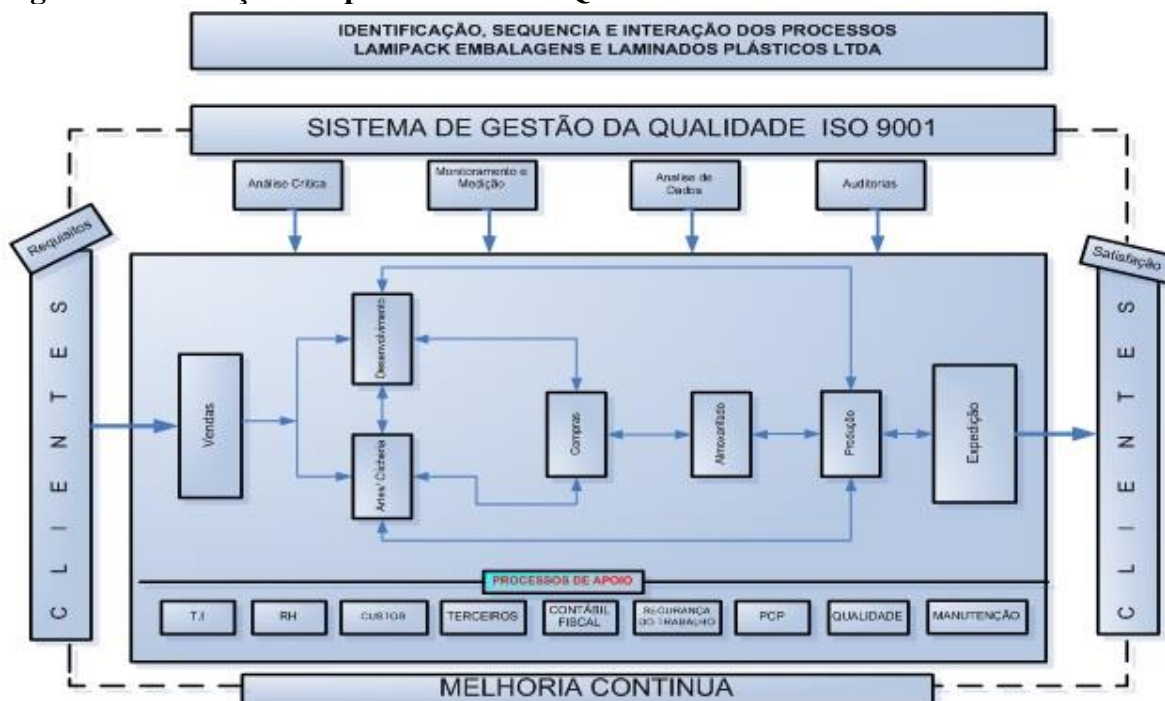 IDENTIFICAÇÃO, SEQUENCIA E INTERAÇÃO DOS PROCESSOS
LAMIPACK EMBALAGENS E LAMINADOS PLÁSTICOS LTDA
SISTEMA DE GESTÃO DA QUALIDADE ISO 9001
Análise Crítica
Monitoramento e
Medição
Analise de
Dados
Auditorias
Requisitos
Satisfação
CLIENTES
Vendas
Desenvolvimento
Artes/ Clicheria
Compras
Almoxarifado
Produção
Expedição
CLIENTES
PROCESSOS DE APOIO
T.I
RH
CUSTOS
TERCEIROS
CONTÁBIL
FISCAL
SEGURANÇA
DO TRABALHO
PCP
QUALIDADE
MANUTENÇÃO
MELHORIA CONTINUA